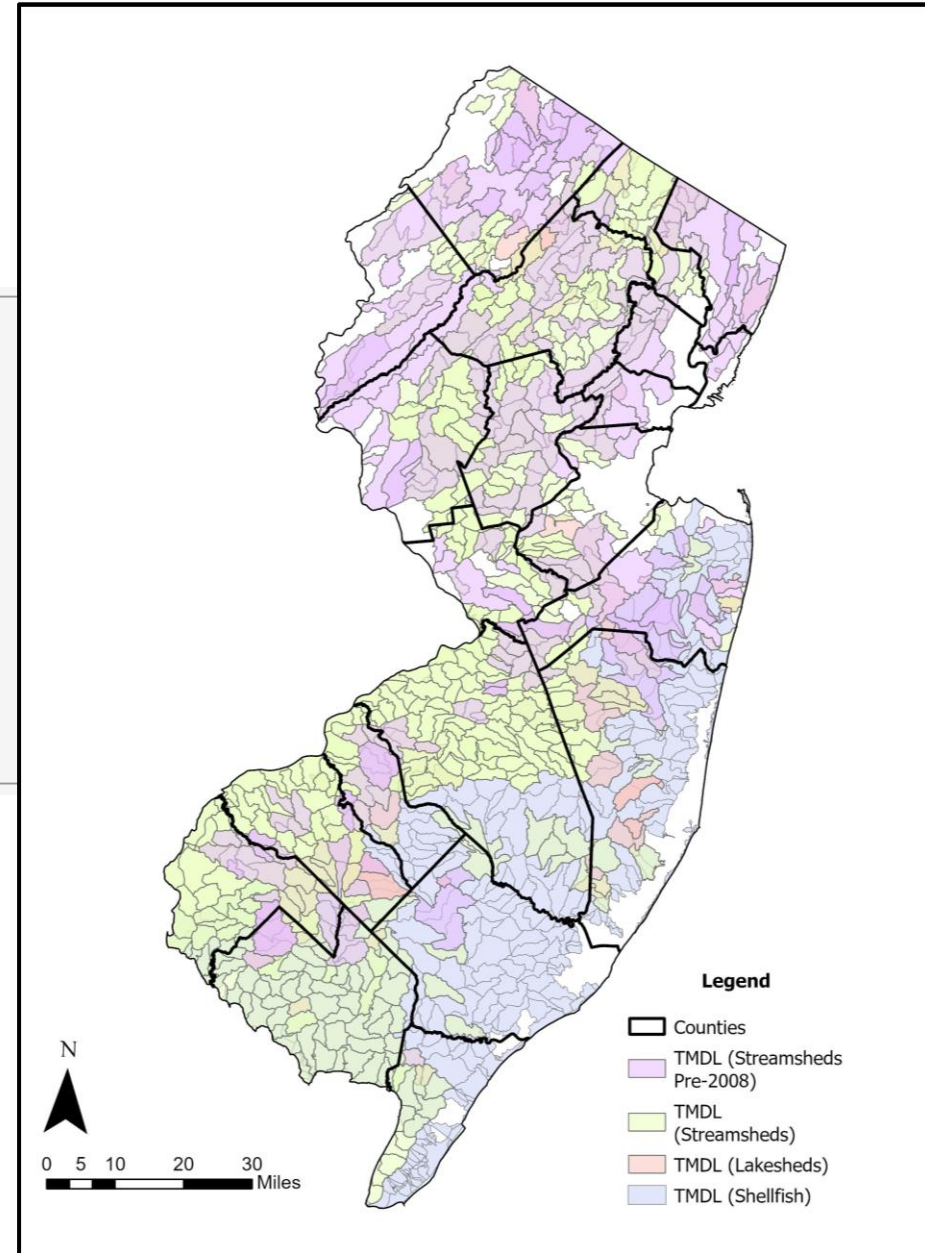 Legend
Counties
TMDL (Streamsheds
Pre-2008)
TMDL
(Streamsheds)
TMDL (Lakesheds)
TMDL (Shellfish)
N
0 5 10 20 30
Miles